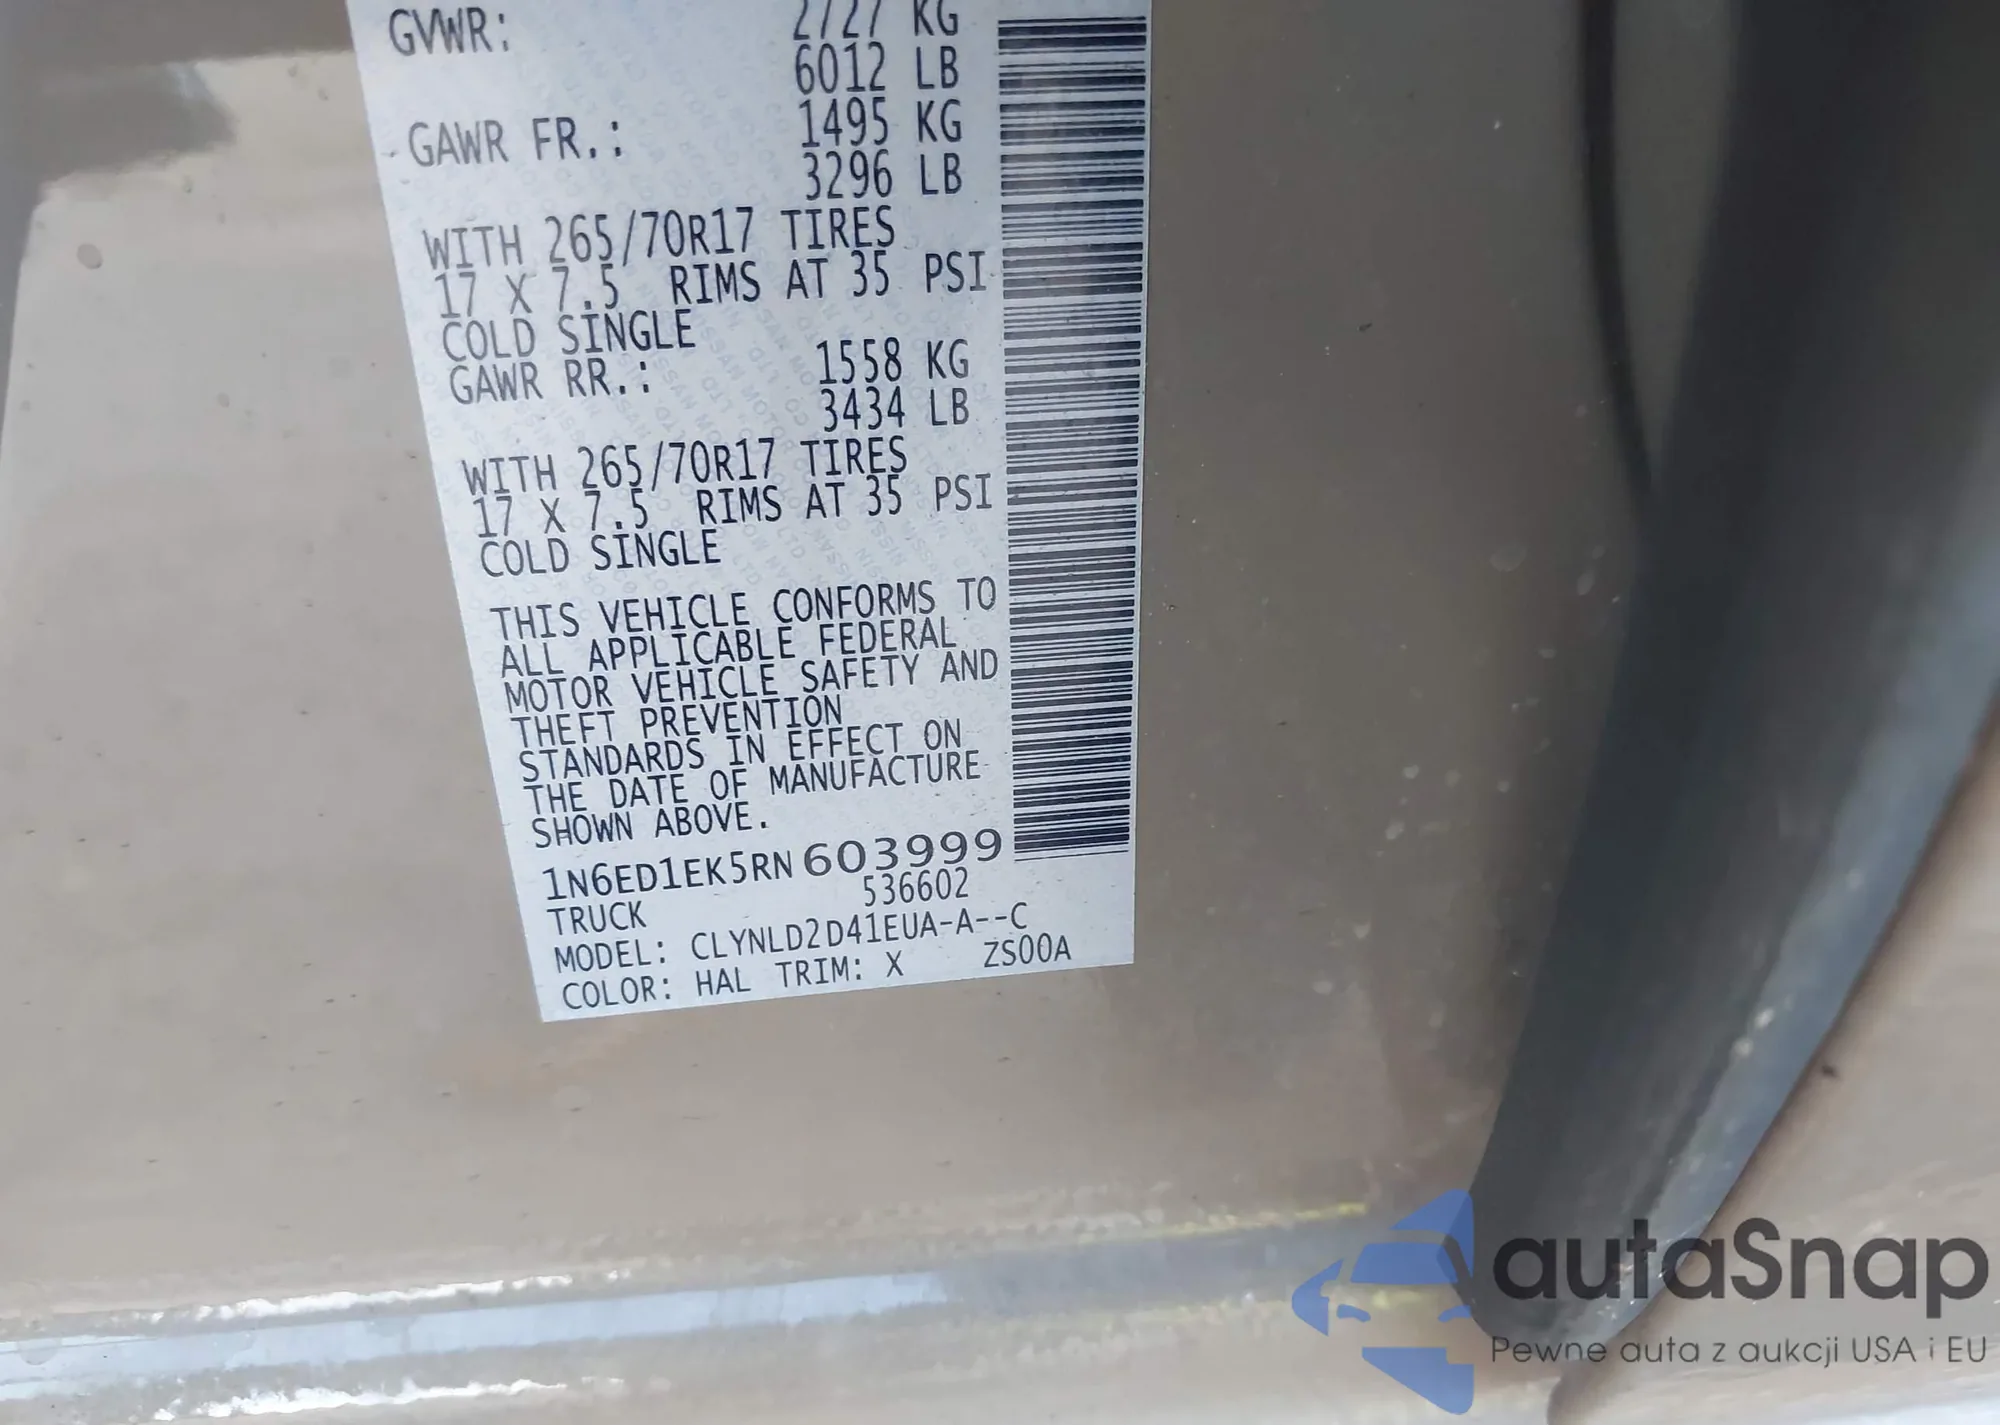 GVWR: 2727 KG
6012 LB
GAWR FR.: 1495 KG
3296 LB
WITH 265/70R17 TIRES
17 X 7.5 RIMS AT 35 PSI
COLD SINGLE
GAWR RR.: 1558 KG
3434 LB
WITH 265/70R17 TIRES
17 X 7.5 RIMS AT 35 PSI
COLD SINGLE
THIS VEHICLE CONFORMS TO
ALL APPLICABLE FEDERAL
MOTOR VEHICLE SAFETY AND
THEFT PREVENTION
STANDARDS IN EFFECT ON
THE DATE OF MANUFACTURE
SHOWN ABOVE.
1N6ED1EK5RN603999
TRUCK 536602
MODEL: CLYNLD2D41EUA-A--C
COLOR: HAL TRIM: X ZS00A
autaSnap
Pewne auta z aukcji USA i EU